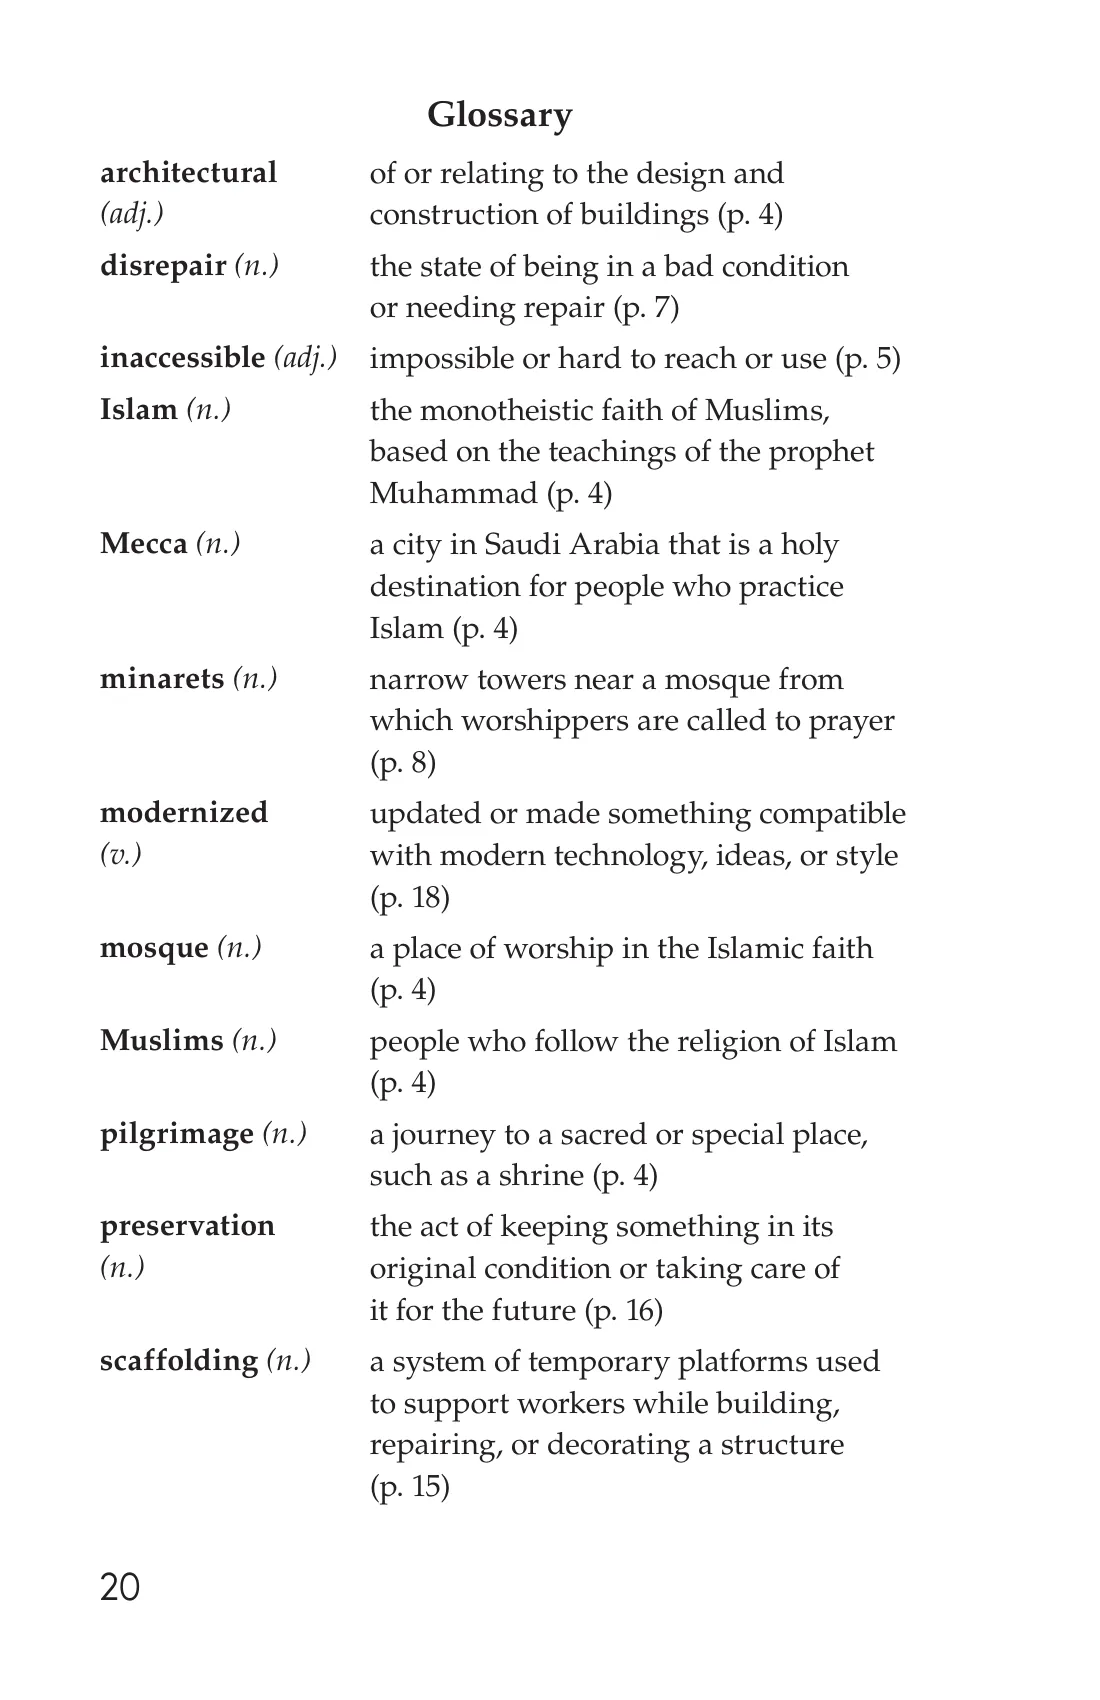 Glossary
architectural of or relating to the design and
(adj.) construction of buildings (p. 4)
disrepair (n.) the state of being in a bad condition
or needing repair (p. 7)
inaccessible (adj.) impossible or hard to reach or use (p. 5)
Islam (n.) the monotheistic faith of Muslims,
based on the teachings of the prophet
Muhammad (p. 4)
Mecca (n.) a city in Saudi Arabia that is a holy
destination for people who practice
Islam (p. 4)
minarets (n.) narrow towers near a mosque from
which worshippers are called to prayer
(p. 8)
modernized updated or made something compatible
(v.) with modern technology, ideas, or style
(p. 18)
mosque (n.) a place of worship in the Islamic faith
(p. 4)
Muslims (n.) people who follow the religion of Islam
(p. 4)
pilgrimage (n.) a journey to a sacred or special place,
such as a shrine (p. 4)
preservation the act of keeping something in its
(n.) original condition or taking care of
it for the future (p. 16)
scaffolding (n.) a system of temporary platforms used
to support workers while building,
repairing, or decorating a structure
(p. 15)
20